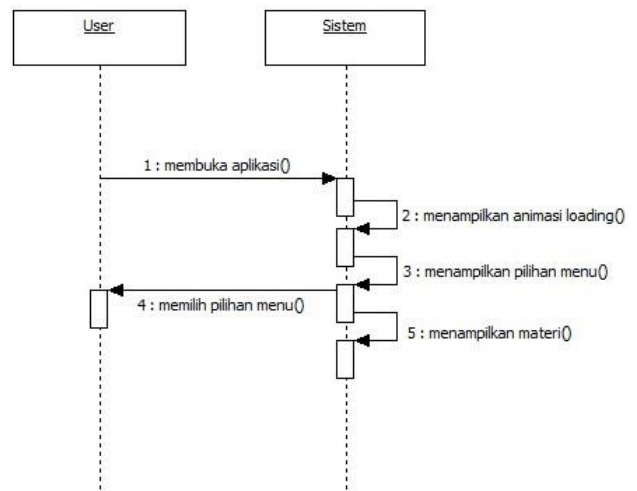 User
Sistem
1 : membuka aplikasi()
2 : menampilkan animasi loading()
3 : menampilkan pilihan menu()
4 : memilih pilihan menu()
5 : menampilkan materi()